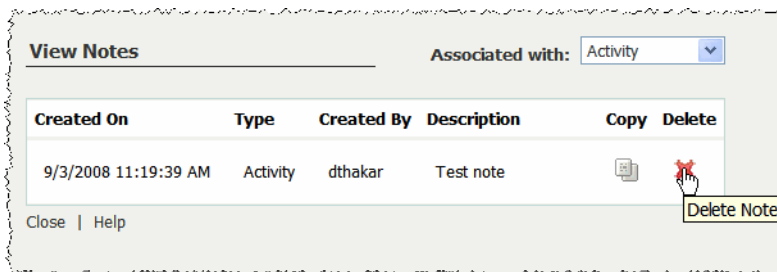 View Notes Associated with: Activity
Created On Type Created By Description Copy Delete
9/3/2008 11:19:39 AM Activity dthakar Test note
Delete Note
Close | Help